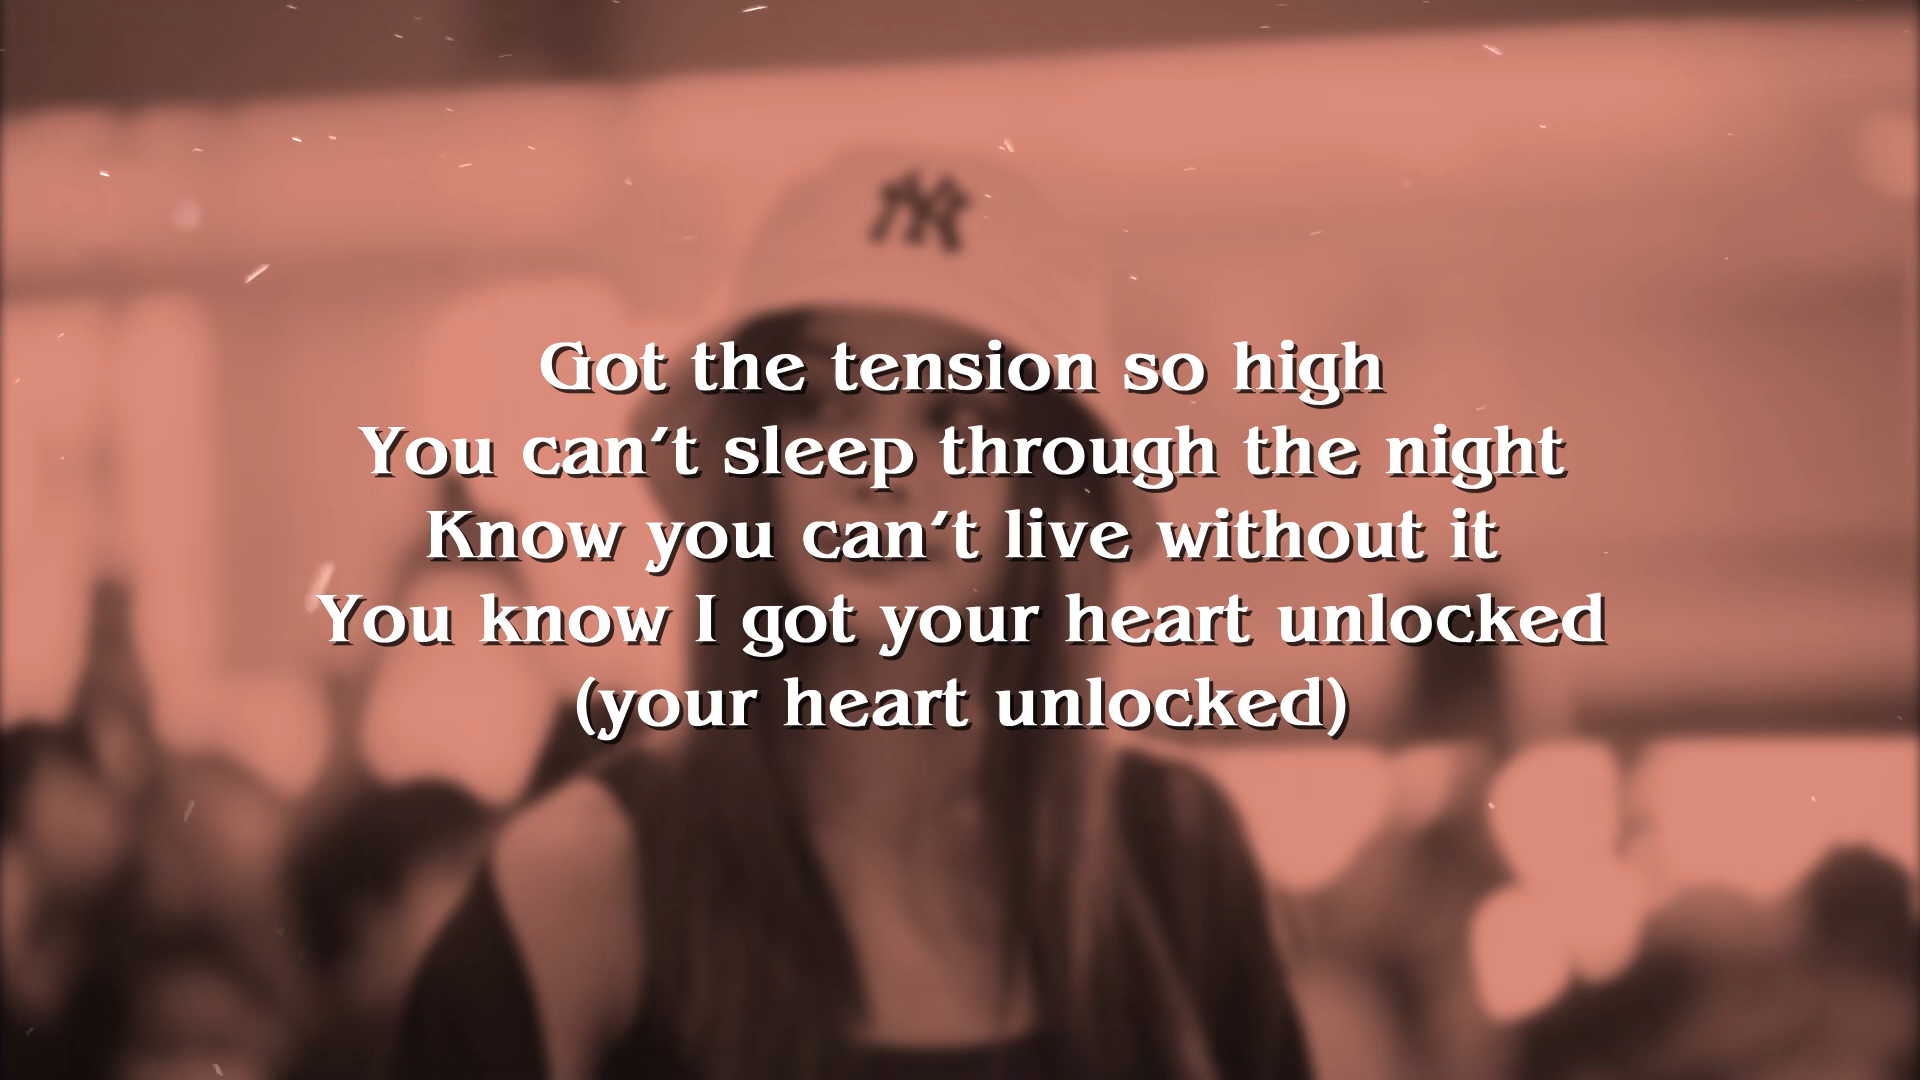 NY
Got the tension so high
You can't sleep through the night
Know you can't live without it
You know I got your heart unlocked
(your heart unlocked)